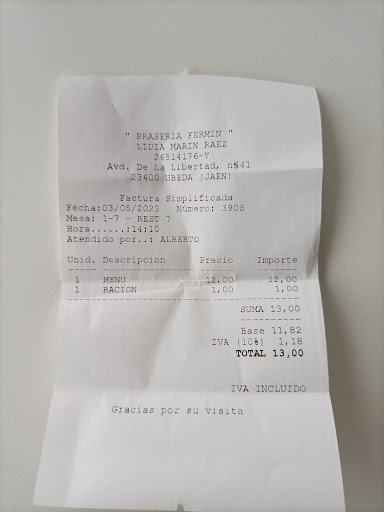 " BRASERIA FERMIN "
LIDIA MARIN RAEZ
26514176-Y
Avd. De La Libertad, nº41
23400 UBEDA (JAEN)
Factura Simplificada
Fecha:03/05/2023 Número: 3908
Mesa: 1-7 - REST 7
Hora......:14:10
Atendido por..: ALBERTO
Unid. Descripcion Precio Importe
1 MENU 12,00 12,00
1 RACION 1,00 1,00
SUMA 13,00
Base 11,82
IVA (10%) 1,18
TOTAL 13,00
IVA INCLUIDO
Gracias por su visita